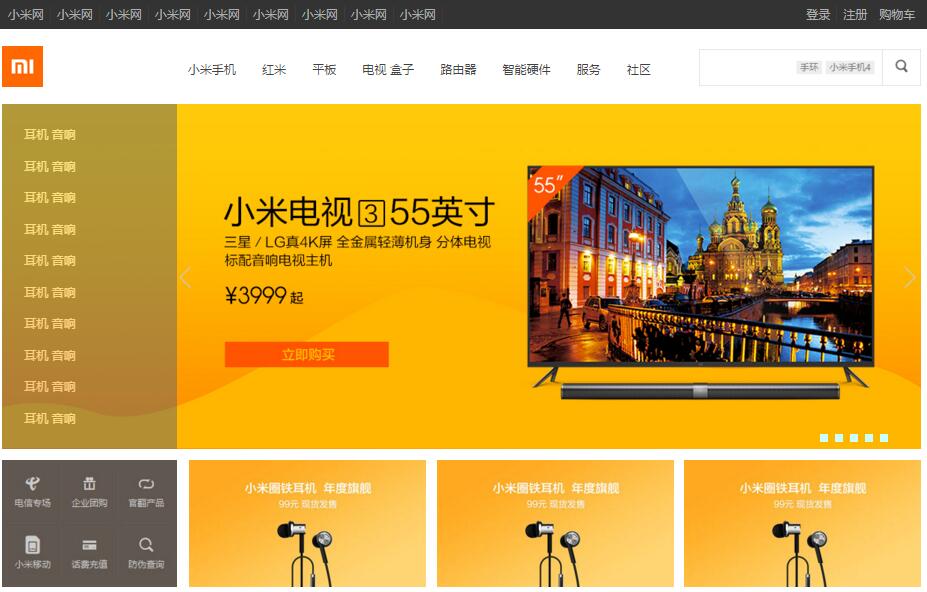 小米网 小米网 小米网 小米网 小米网 小米网 小米网 小米网 小米网 登录 注册 购物车
mi 小米手机 红米 平板 电视 盒子 路由器 智能硬件 服务 社区 手环 小米手机4
耳机 音响
耳机 音响
耳机 音响
耳机 音响
耳机 音响
耳机 音响
耳机 音响
耳机 音响
耳机 音响
耳机 音响
小米电视3 55英寸
三星 / LG真4K屏 全金属轻薄机身 分体电视
标配音响电视主机
¥3999 起
立即购买
55”
电信专场 企业团购 官翻产品
小米移动 话费充值 防伪查询
小米圈铁耳机 年度旗舰
99元 现货发售
小米圈铁耳机 年度旗舰
99元 现货发售
小米圈铁耳机 年度旗舰
99元 现货发售